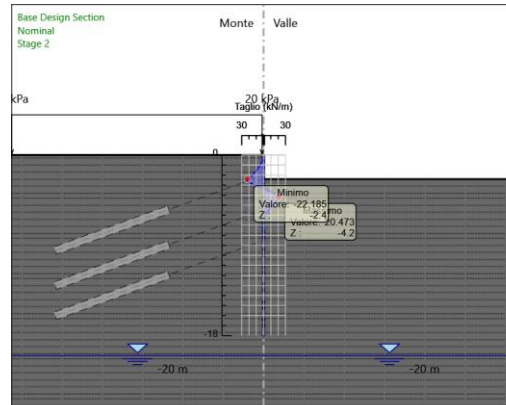 Base Design Section
Nominal
Stage 2
Monte Valle
kPa
20 kPa
Taglio (kN/m)
30 30
0
Minimo
Valore: -22.185
Z : -2.4
Valore: 20.473
Z : -4.2
-18
-20 m -20 m